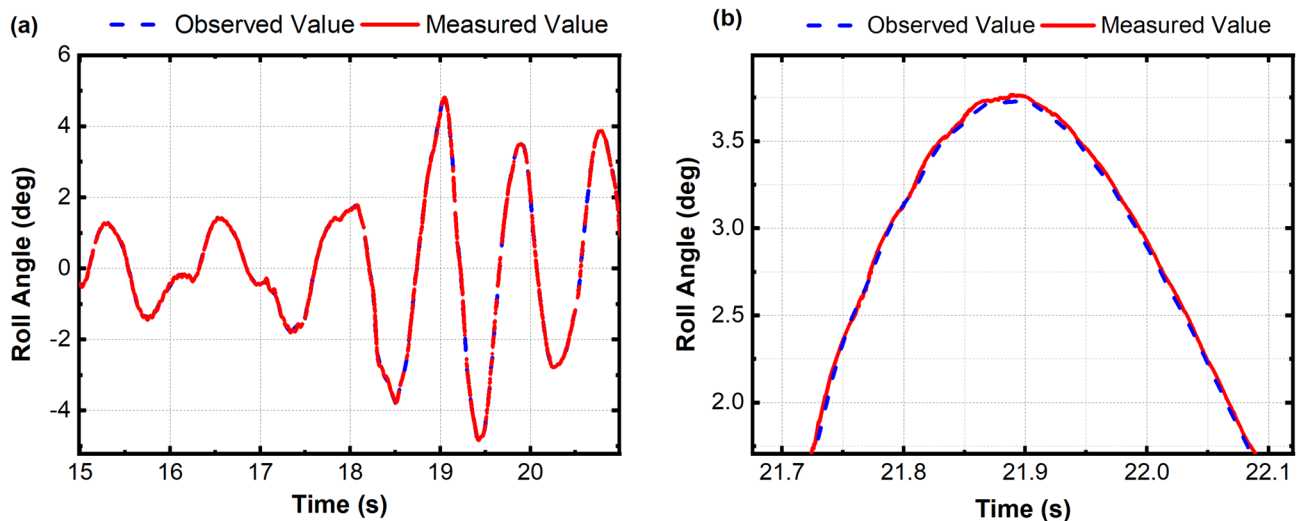 (a)
Observed Value
Measured Value
6
4
2
0
-2
-4
Roll Angle (deg)
15
16
17
18
19
20
Time (s)
(b)
Observed Value
Measured Value
3.5
3.0
2.5
2.0
Roll Angle (deg)
21.7
21.8
21.9
22.0
22.1
Time (s)